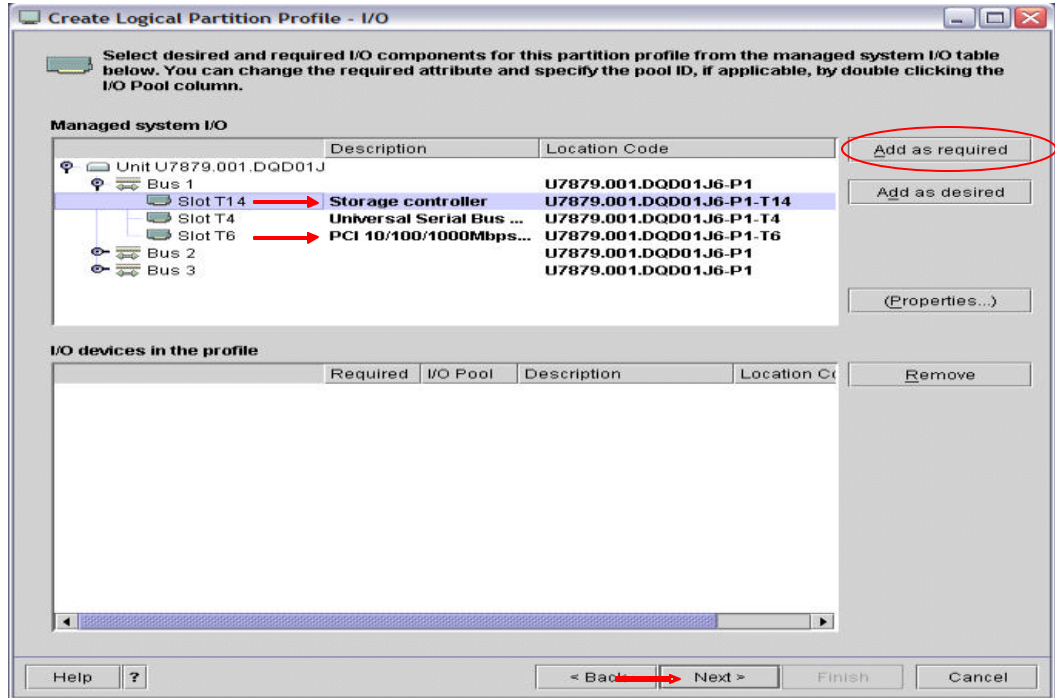 Create Logical Partition Profile - I/O
Select desired and required I/O components for this partition profile from the managed system I/O table
below. You can change the required attribute and specify the pool ID, if applicable, by double clicking the
I/O Pool column.
Managed system I/O
Description Location Code
Unit U7879.001.DQD01J
Bus 1 U7879.001.DQD01J6-P1
Slot T14 Storage controller U7879.001.DQD01J6-P1-T14
Slot T4 Universal Serial Bus ... U7879.001.DQD01J6-P1-T4
Slot T6 PCI 10/100/1000Mbps... U7879.001.DQD01J6-P1-T6
Bus 2 U7879.001.DQD01J6-P1
Bus 3 U7879.001.DQD01J6-P1
Add as required
Add as desired
(Properties...)
I/O devices in the profile
Required I/O Pool Description Location Co
Remove
Help ? < Back Next > Finish Cancel